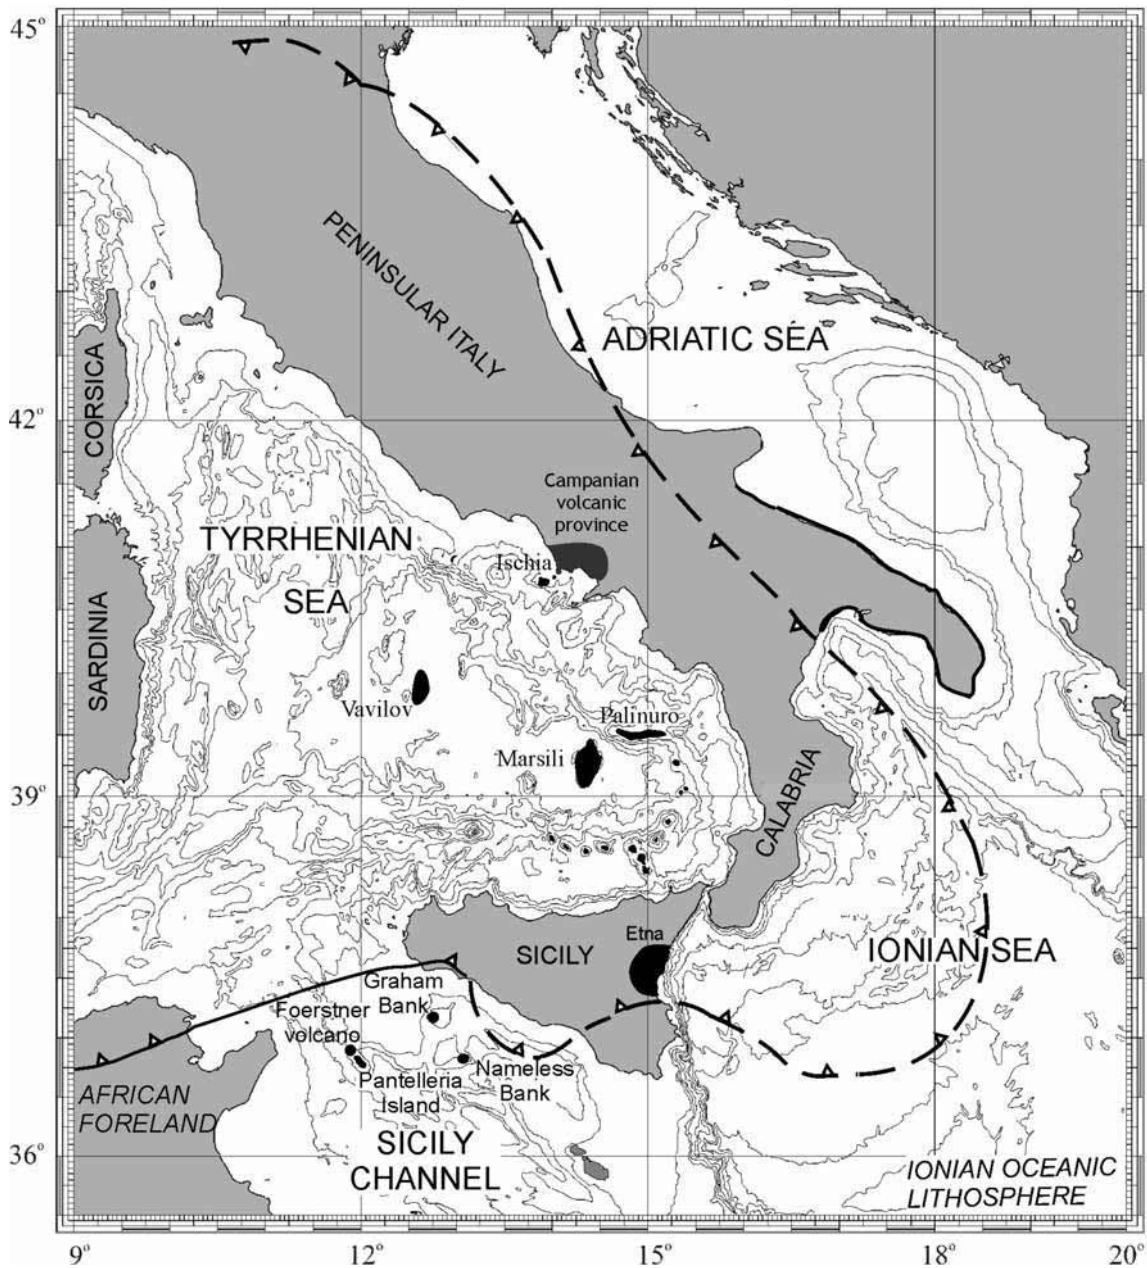 45°
PENINSULAR ITALY
ADRIATIC SEA
CORSICA
42°
Campanian
volcanic
province
TYRRHENIAN
SEA
Ischia
SARDINIA
Vavilov
Palinuro
Marsili
39°
CALABRIA
Etna
SICILY
IONIAN SEA
Graham
Bank
Foerstner
volcano
Pantelleria
Island
Nameless
Bank
AFRICAN
FORELAND
SICILY
CHANNEL
36°
IONIAN OCEANIC
LITHOSPHERE
9°
12°
15°
18°
20°